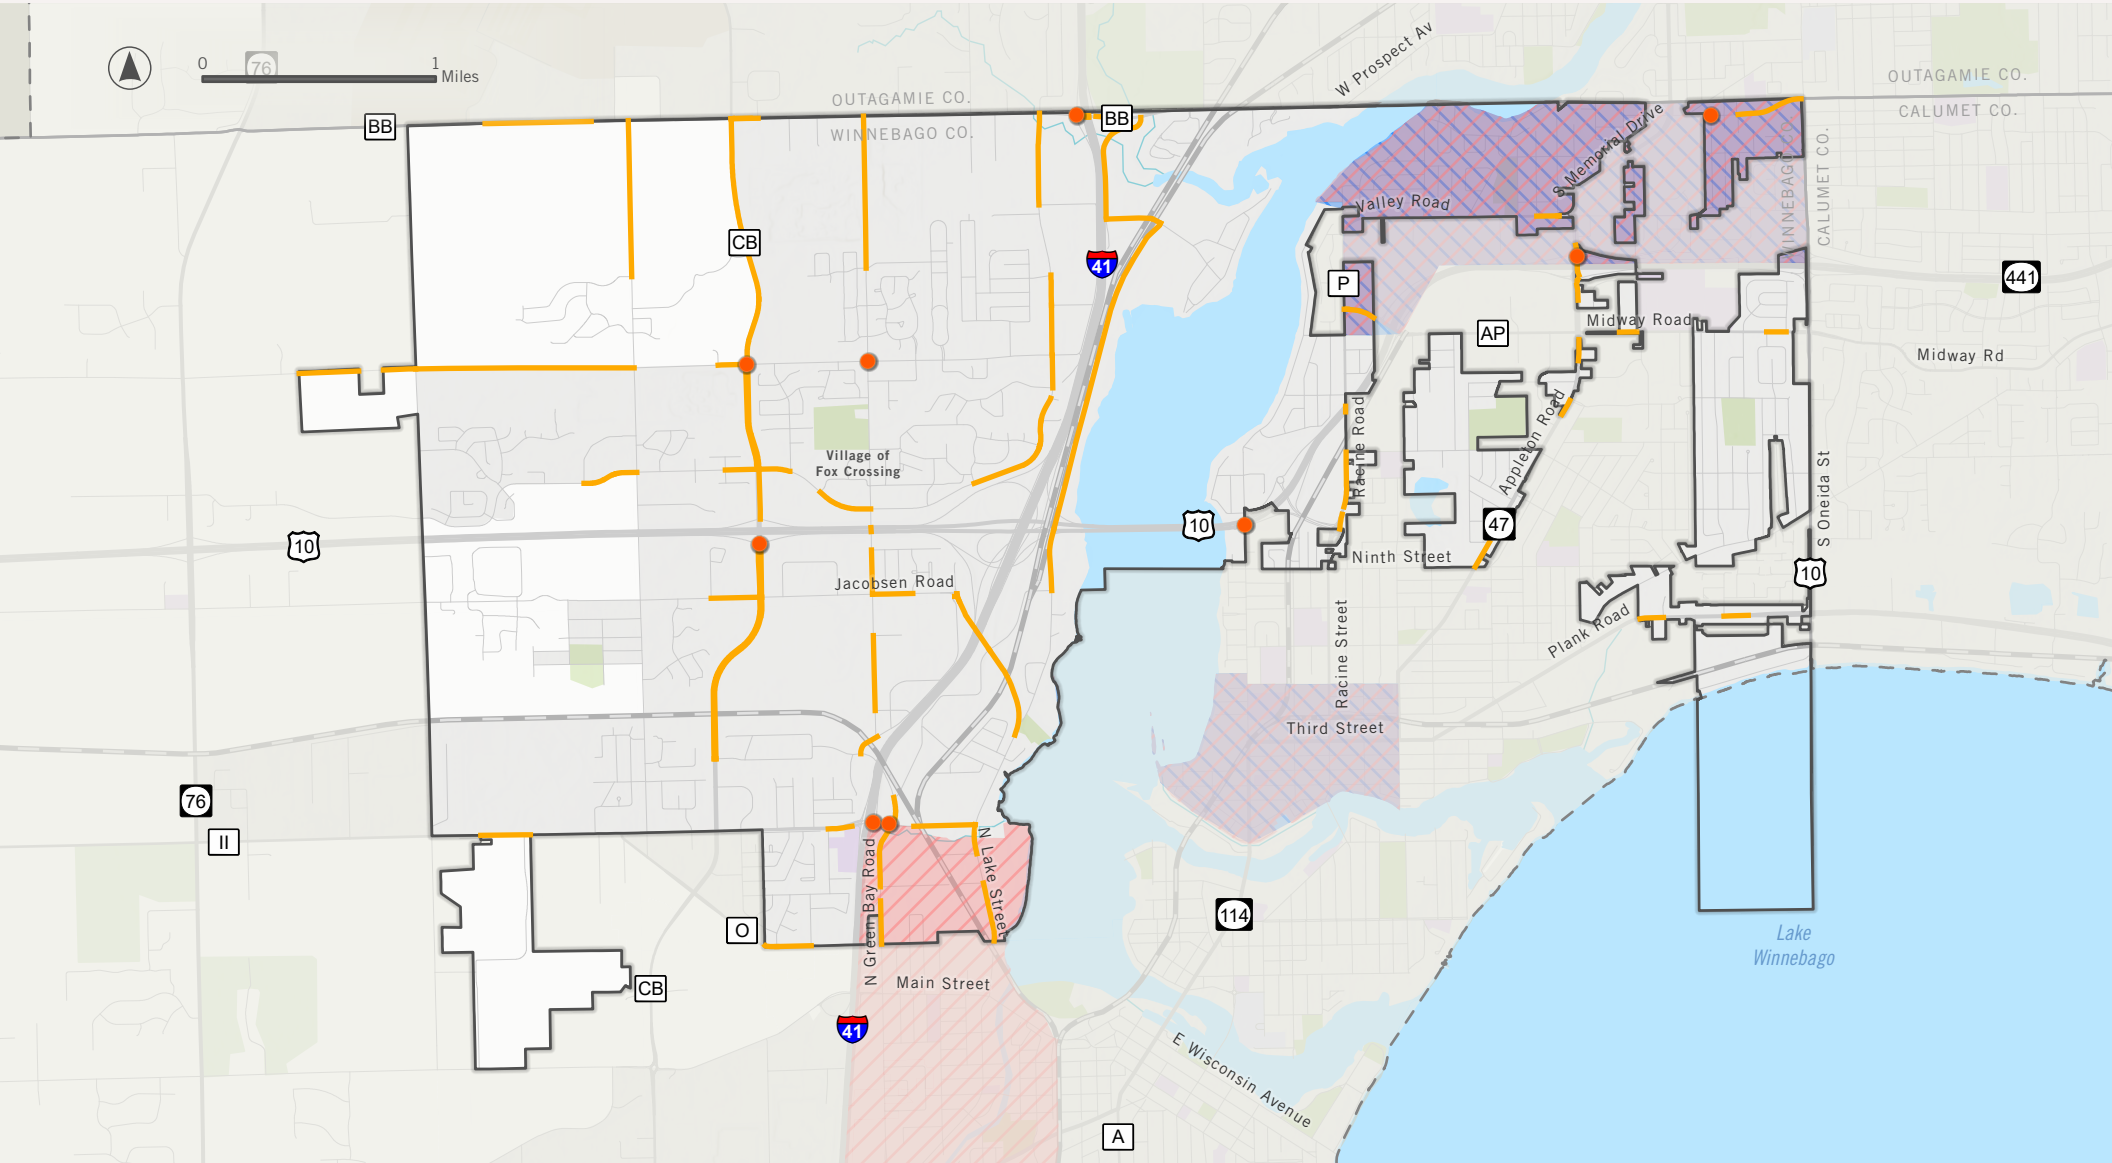 W Prospect Av
0 1
Miles
76
OUTAGAMIE CO.
WINNEBAGO CO.
OUTAGAMIE CO.
CALUMET CO.
BB
BB
S Memorial Drive
WINNEBAGO CO.
CALUMET CO.
Valley Road
CB
41
P
441
AP
Midway Road
Midway Rd
Racine Road
Appleton Road
Village of
Fox Crossing
S Oneida St
10
10
47
Ninth Street
10
Jacobsen Road
Racine Street
Plank Road
Third Street
76
II
N Green Bay Road
N Lake Street
O
114
Lake
Winnebago
CB
Main Street
41
E Wisconsin Avenue
A